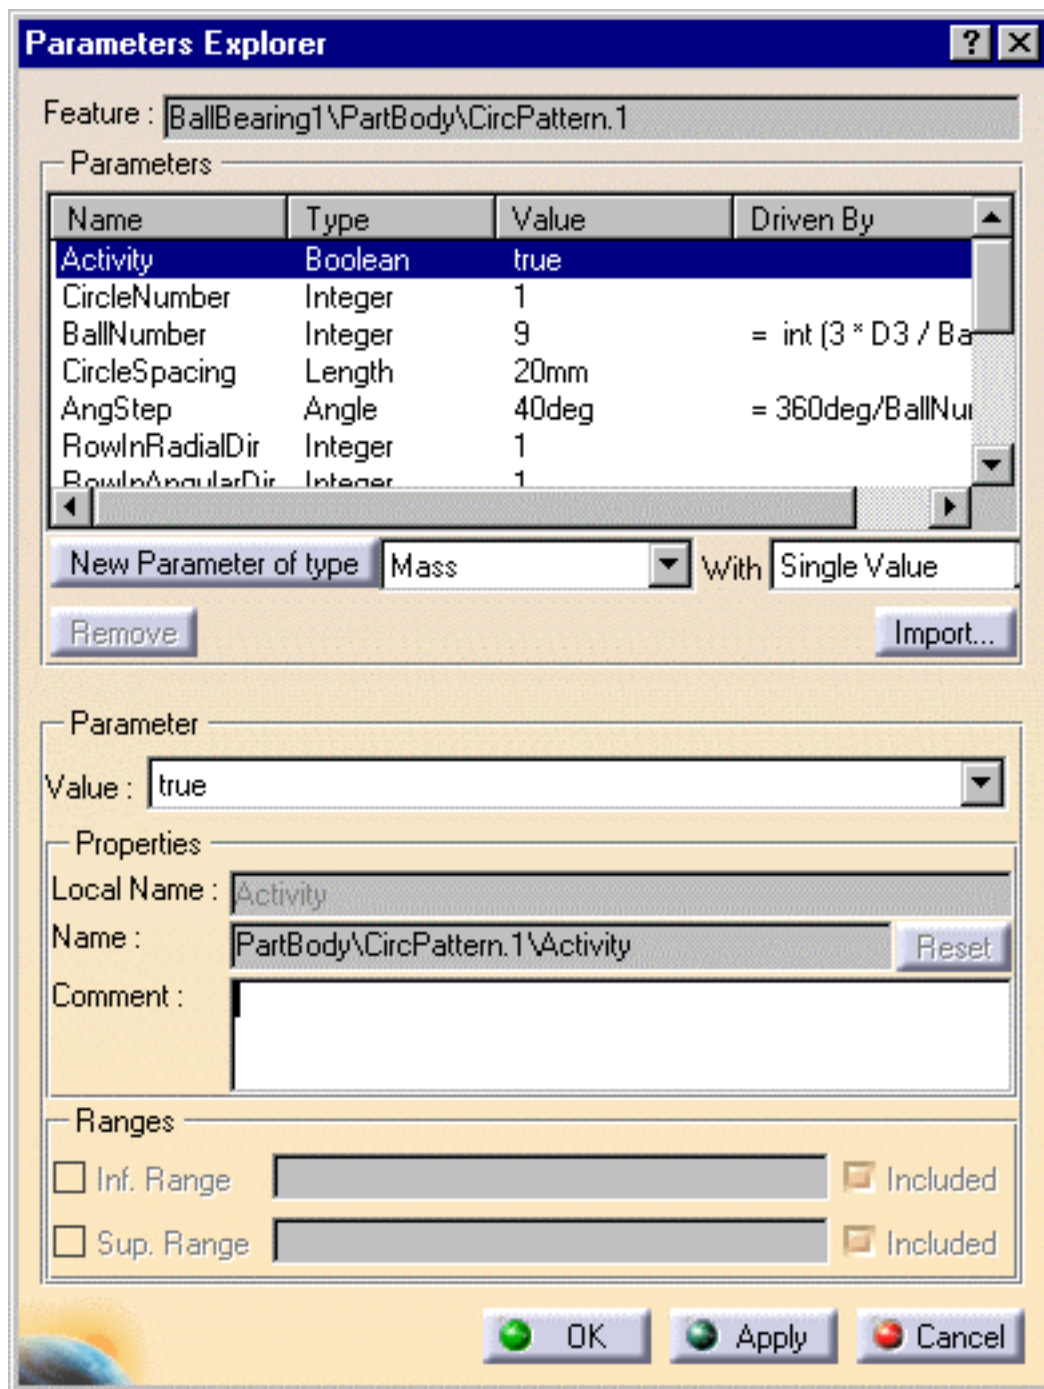 Parameters Explorer
Feature : BallBearing1\PartBody\CircPattern.1
Parameters
Name Type Value Driven By
Activity Boolean true
CircleNumber Integer 1
BallNumber Integer 9 = int (3 * D3 / Ba
CircleSpacing Length 20mm
AngStep Angle 40deg = 360deg/BallNu
RowInRadialDir Integer 1
RowInAngularDir Integer 1
New Parameter of type Mass With Single Value
Remove Import...
Parameter
Value : true
Properties
Local Name : Activity
Name : PartBody\CircPattern.1\Activity Reset
Comment :
Ranges
Inf. Range Included
Sup. Range Included
OK Apply Cancel